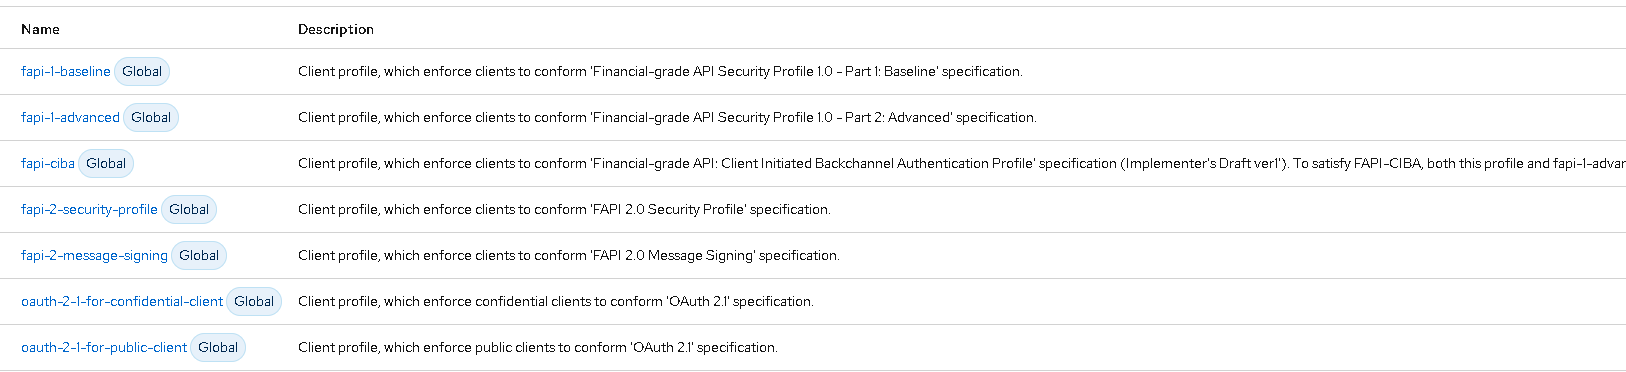 Name Description
fapi-1-baseline Global Client profile, which enforce clients to conform 'Financial-grade API Security Profile 1.0 - Part 1: Baseline' specification.
fapi-1-advanced Global Client profile, which enforce clients to conform 'Financial-grade API Security Profile 1.0 - Part 2: Advanced' specification.
fapi-ciba Global Client profile, which enforce clients to conform 'Financial-grade API: Client Initiated Backchannel Authentication Profile' specification (Implementer's Draft ver1'). To satisfy FAPI-CIBA, both this profile and fapi-1-advan
fapi-2-security-profile Global Client profile, which enforce clients to conform 'FAPI 2.0 Security Profile' specification.
fapi-2-message-signing Global Client profile, which enforce clients to conform 'FAPI 2.0 Message Signing' specification.
oauth-2-1-for-confidential-client Global Client profile, which enforce confidential clients to conform 'OAuth 2.1' specification.
oauth-2-1-for-public-client Global Client profile, which enforce public clients to conform 'OAuth 2.1' specification.